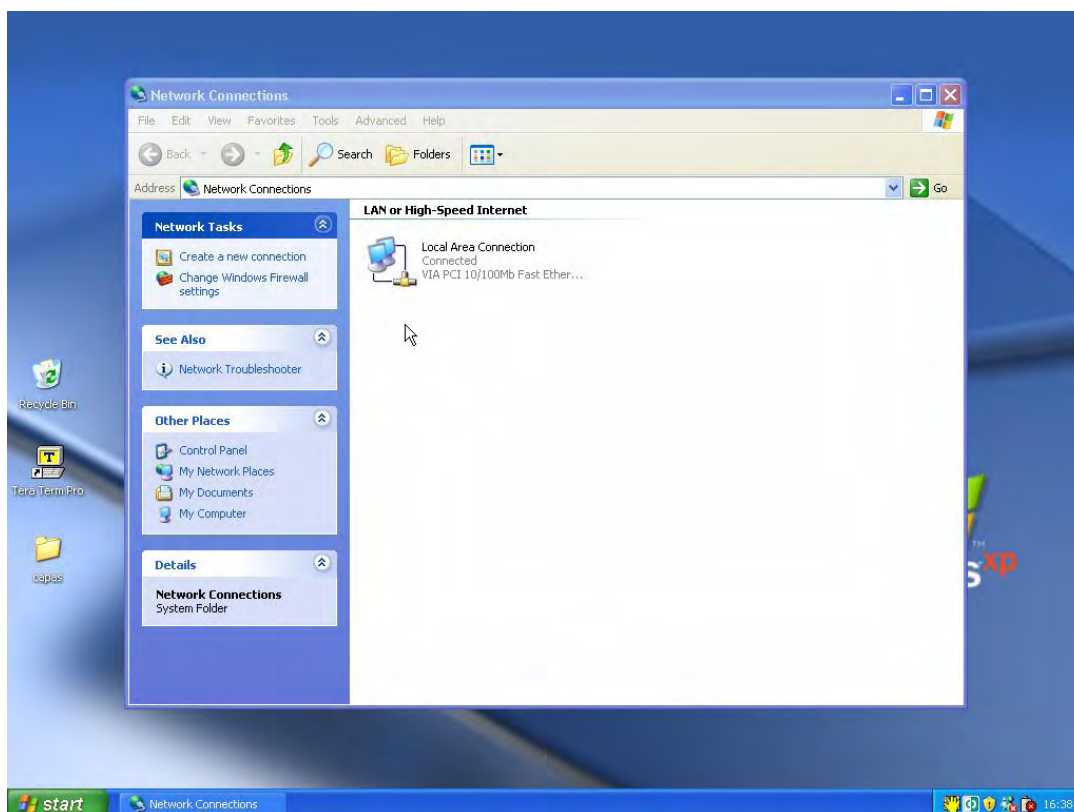 Network Connections
File Edit View Favorites Tools Advanced Help
Back Search Folders
Address Network Connections Go
Network Tasks
Create a new connection
Change Windows Firewall
settings
See Also
Network Troubleshooter
Other Places
Control Panel
My Network Places
My Documents
My Computer
Details
Network Connections
System Folder
LAN or High-Speed Internet
Local Area Connection
Connected
VIA PCI 10/100Mb Fast Ether...
Recycle Bin
T
Tera Term Pro
capas
s xp
TM
start Network Connections 16:38